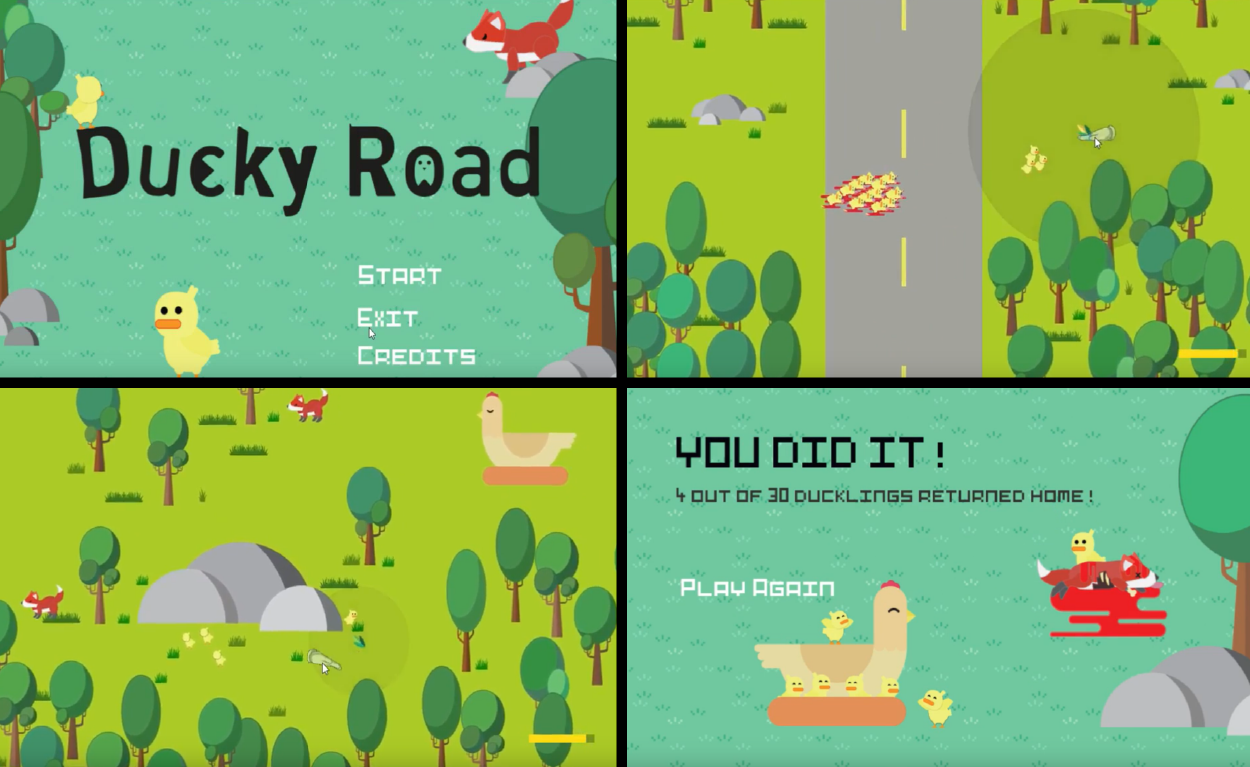 Ducky Road
START
EXIT
CREDITS
YOU DID IT!
4 OUT OF 30 DUCKLINGS RETURNED HOME!
PLAY AGAIN